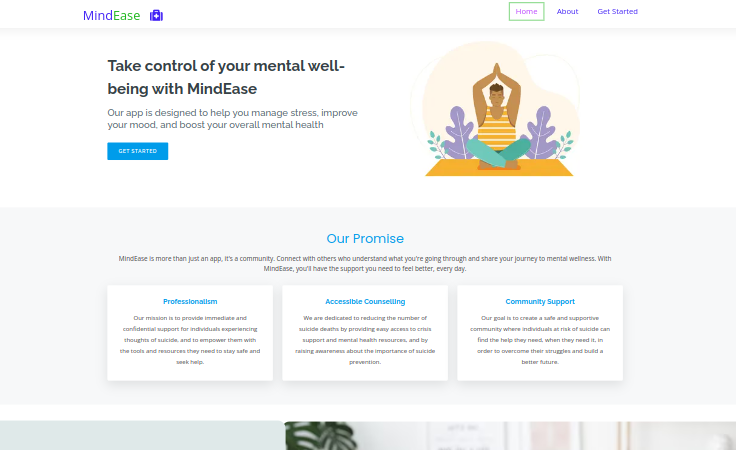 MindEase
Home
About
Get Started
Take control of your mental well-
being with MindEase
Our app is designed to help you manage stress, improve
your mood, and boost your overall mental health
GET STARTED
Our Promise
MindEase is more than just an app, it's a community. Connect with others who understand what you're going through and share your journey to mental wellness. With
MindEase, you'll have the support you need to feel better, every day.
Professionalism
Our mission is to provide immediate and
confidential support for individuals experiencing
thoughts of suicide, and to empower them with
the tools and resources they need to stay safe and
seek help.
Accessible Counselling
We are dedicated to reducing the number of
suicide deaths by providing easy access to crisis
support and mental health resources, and by
raising awareness about the importance of suicide
prevention.
Community Support
Our goal is to create a safe and supportive
community where individuals at risk of suicide can
find the help they need, when they need it, in
order to overcome their struggles and build a
better future.